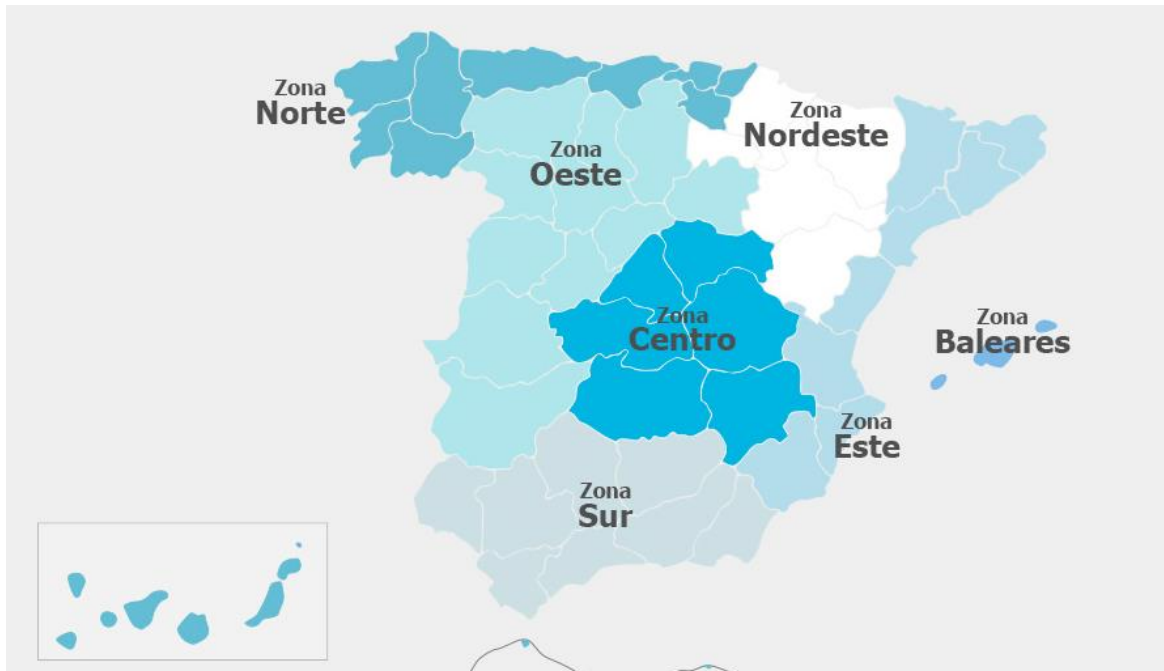 Zona
Norte
Zona
Nordeste
Zona
Oeste
Zona
Centro
Zona
Baleares
Zona
Este
Zona
Sur